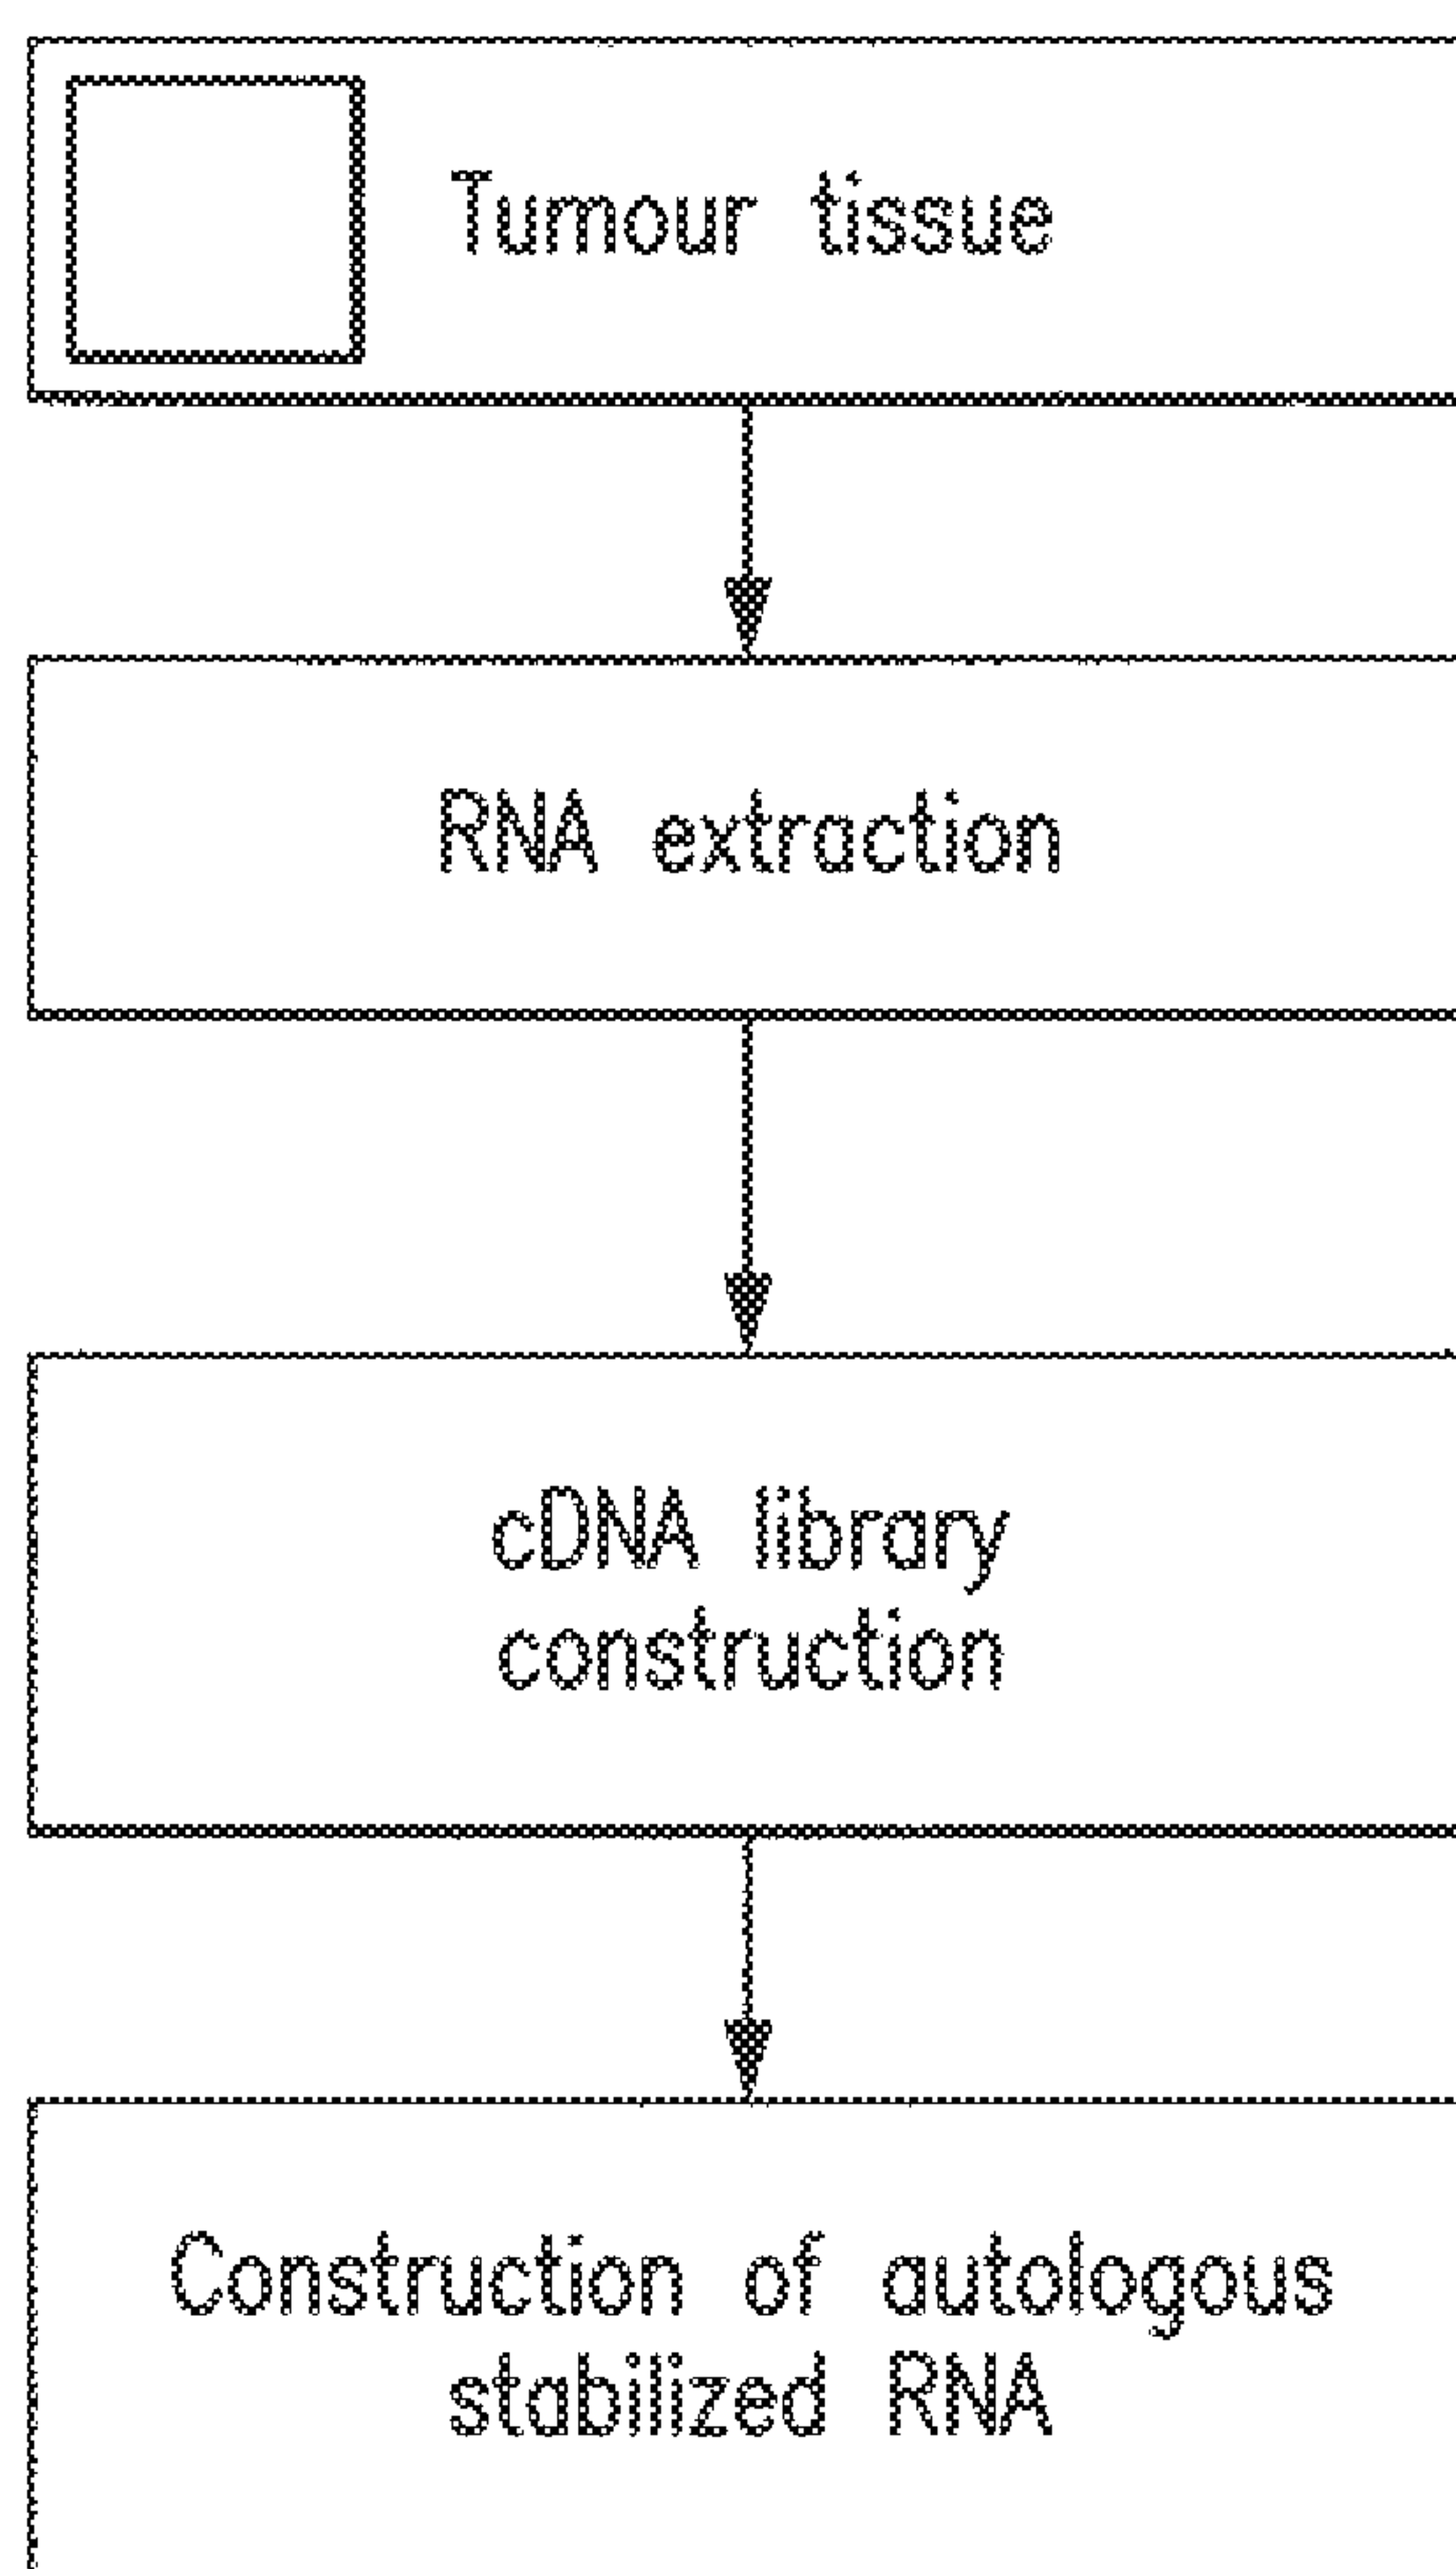 Tumour tissue
RNA extraction
cDNA library
construction
Construction of autologous
stabilized RNA